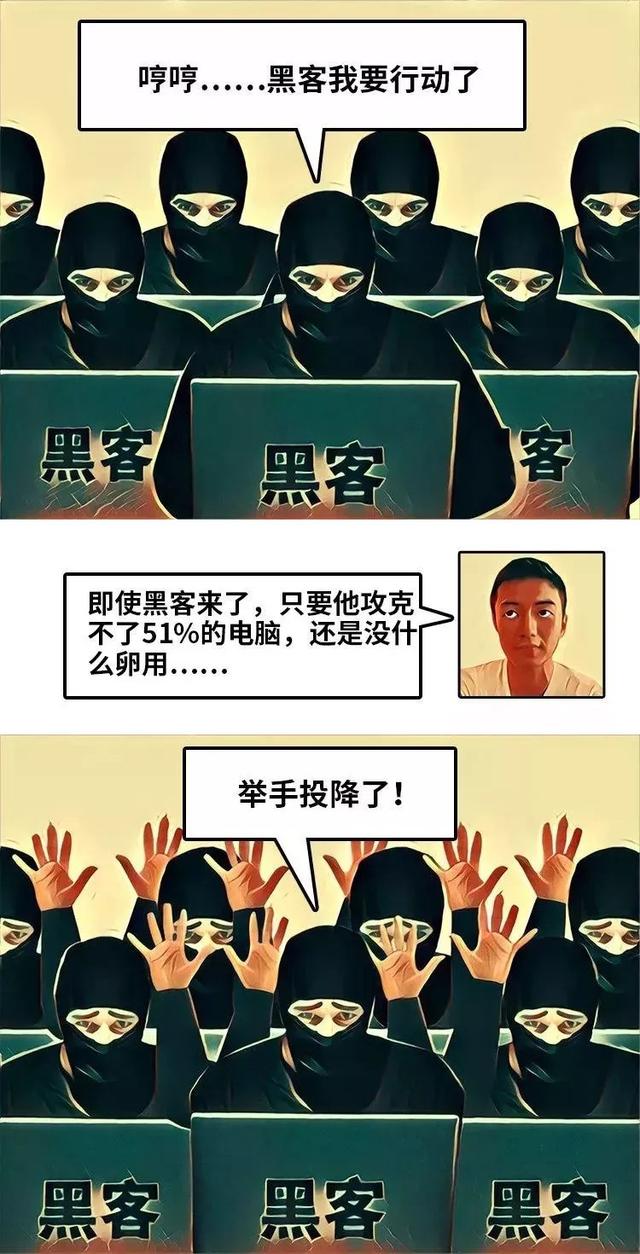 哼哼……黑客我要行动了
黑客
黑客
客
即使黑客来了，只要他攻克
不了51%的电脑，还是没什
么卵用……
举手投降了！
黑客
黑客
黑客